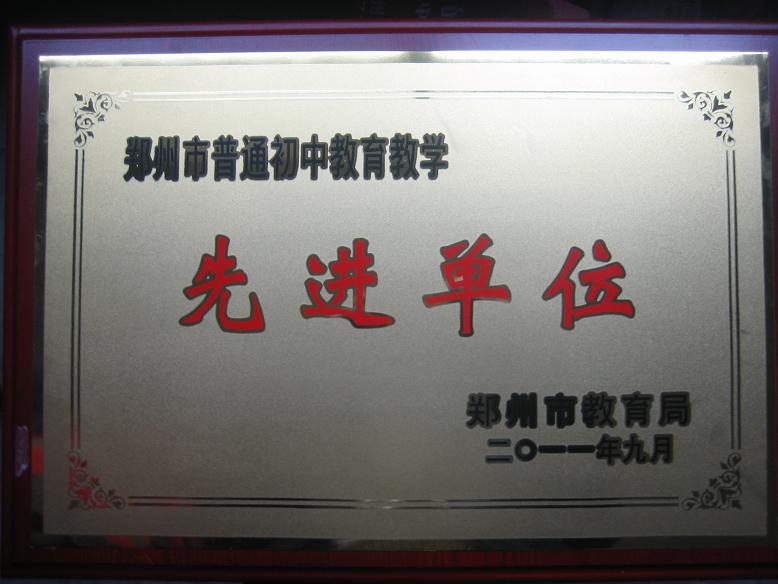 郑州市普通初中教育教学
先进单位
郑州市教育局
二〇一一年九月